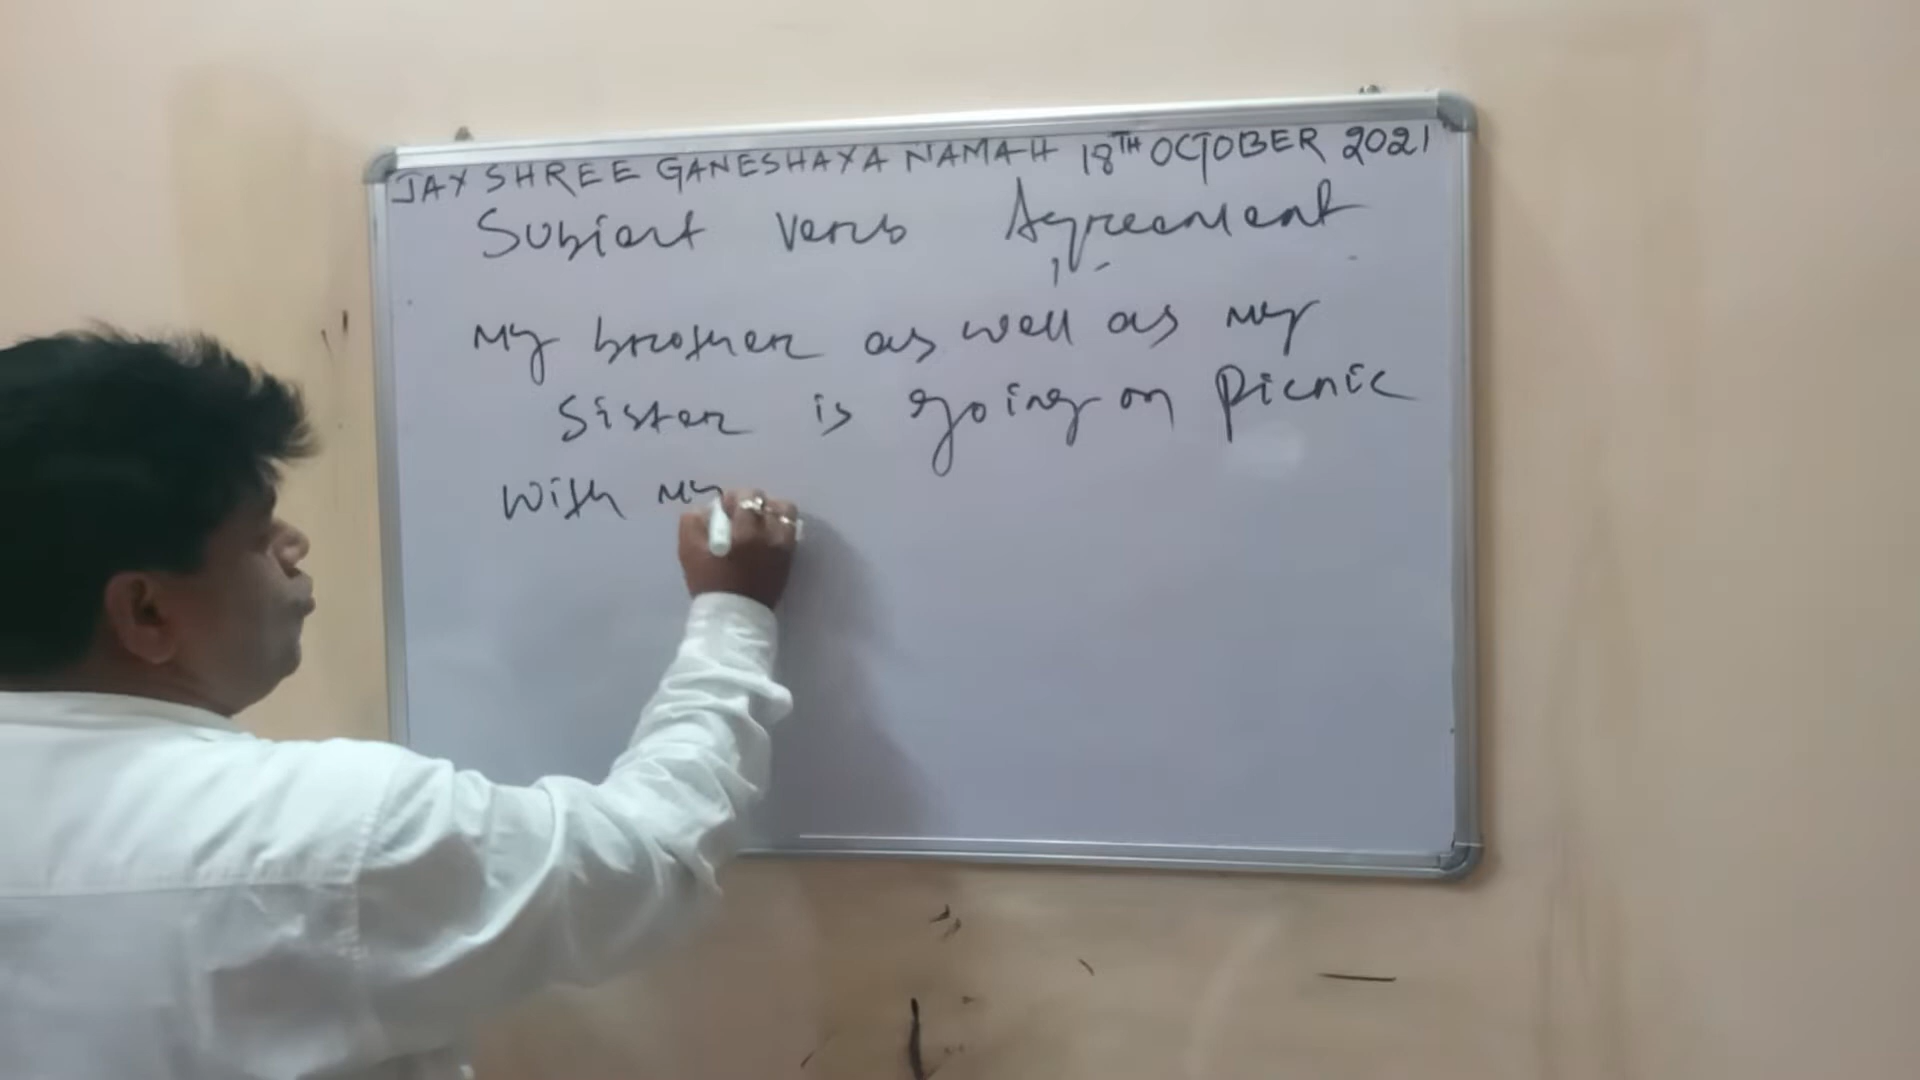 JAY SHREE GANESHAYA NAMAH 18TH OCTOBER 2021
Subject Verb Agreement
My brother as well as my
Sister is going on Picnic
With my